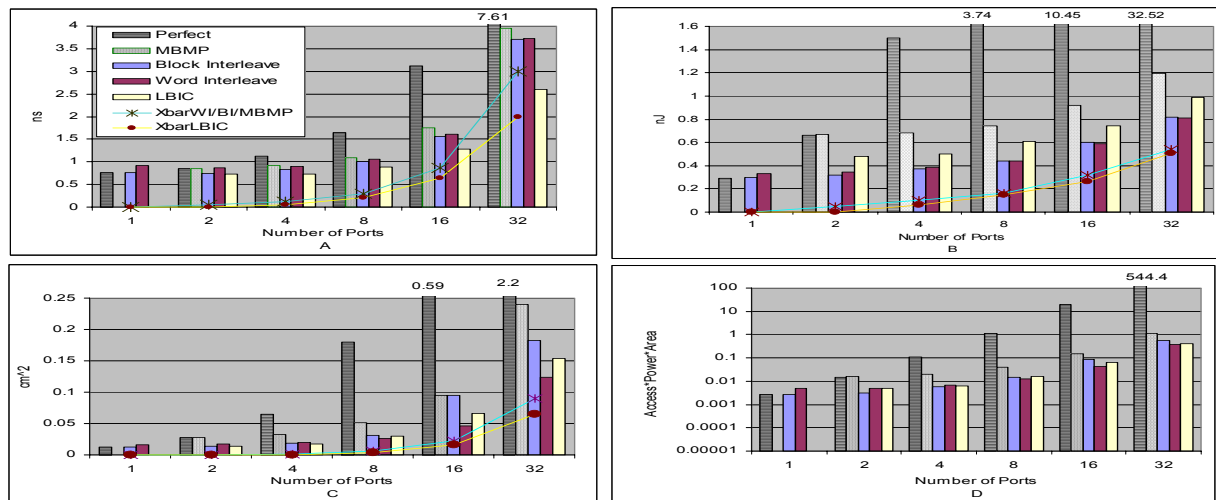 7.61
4
3.5
3
2.5
2
1.5
1
0.5
0
ns
Perfect
MBMP
Block Interleave
Word Interleave
LBIC
XbarWI/BI/MBMP
XbarLBIC
1 2 4 8 16 32
Number of Ports
A
3.74 10.45 32.52
1.6
1.4
1.2
1
0.8
0.6
0.4
0.2
0
nJ
1 2 4 8 16 32
Number of Ports
B
0.59 2.2
0.25
0.2
0.15
0.1
0.05
0
cm^2
1 2 4 8 16 32
Number of Ports
C
544.4
100
10
1
0.1
0.01
0.001
0.0001
0.00001
Access*Power*Area
1 2 4 8 16 32
Number of Ports
D